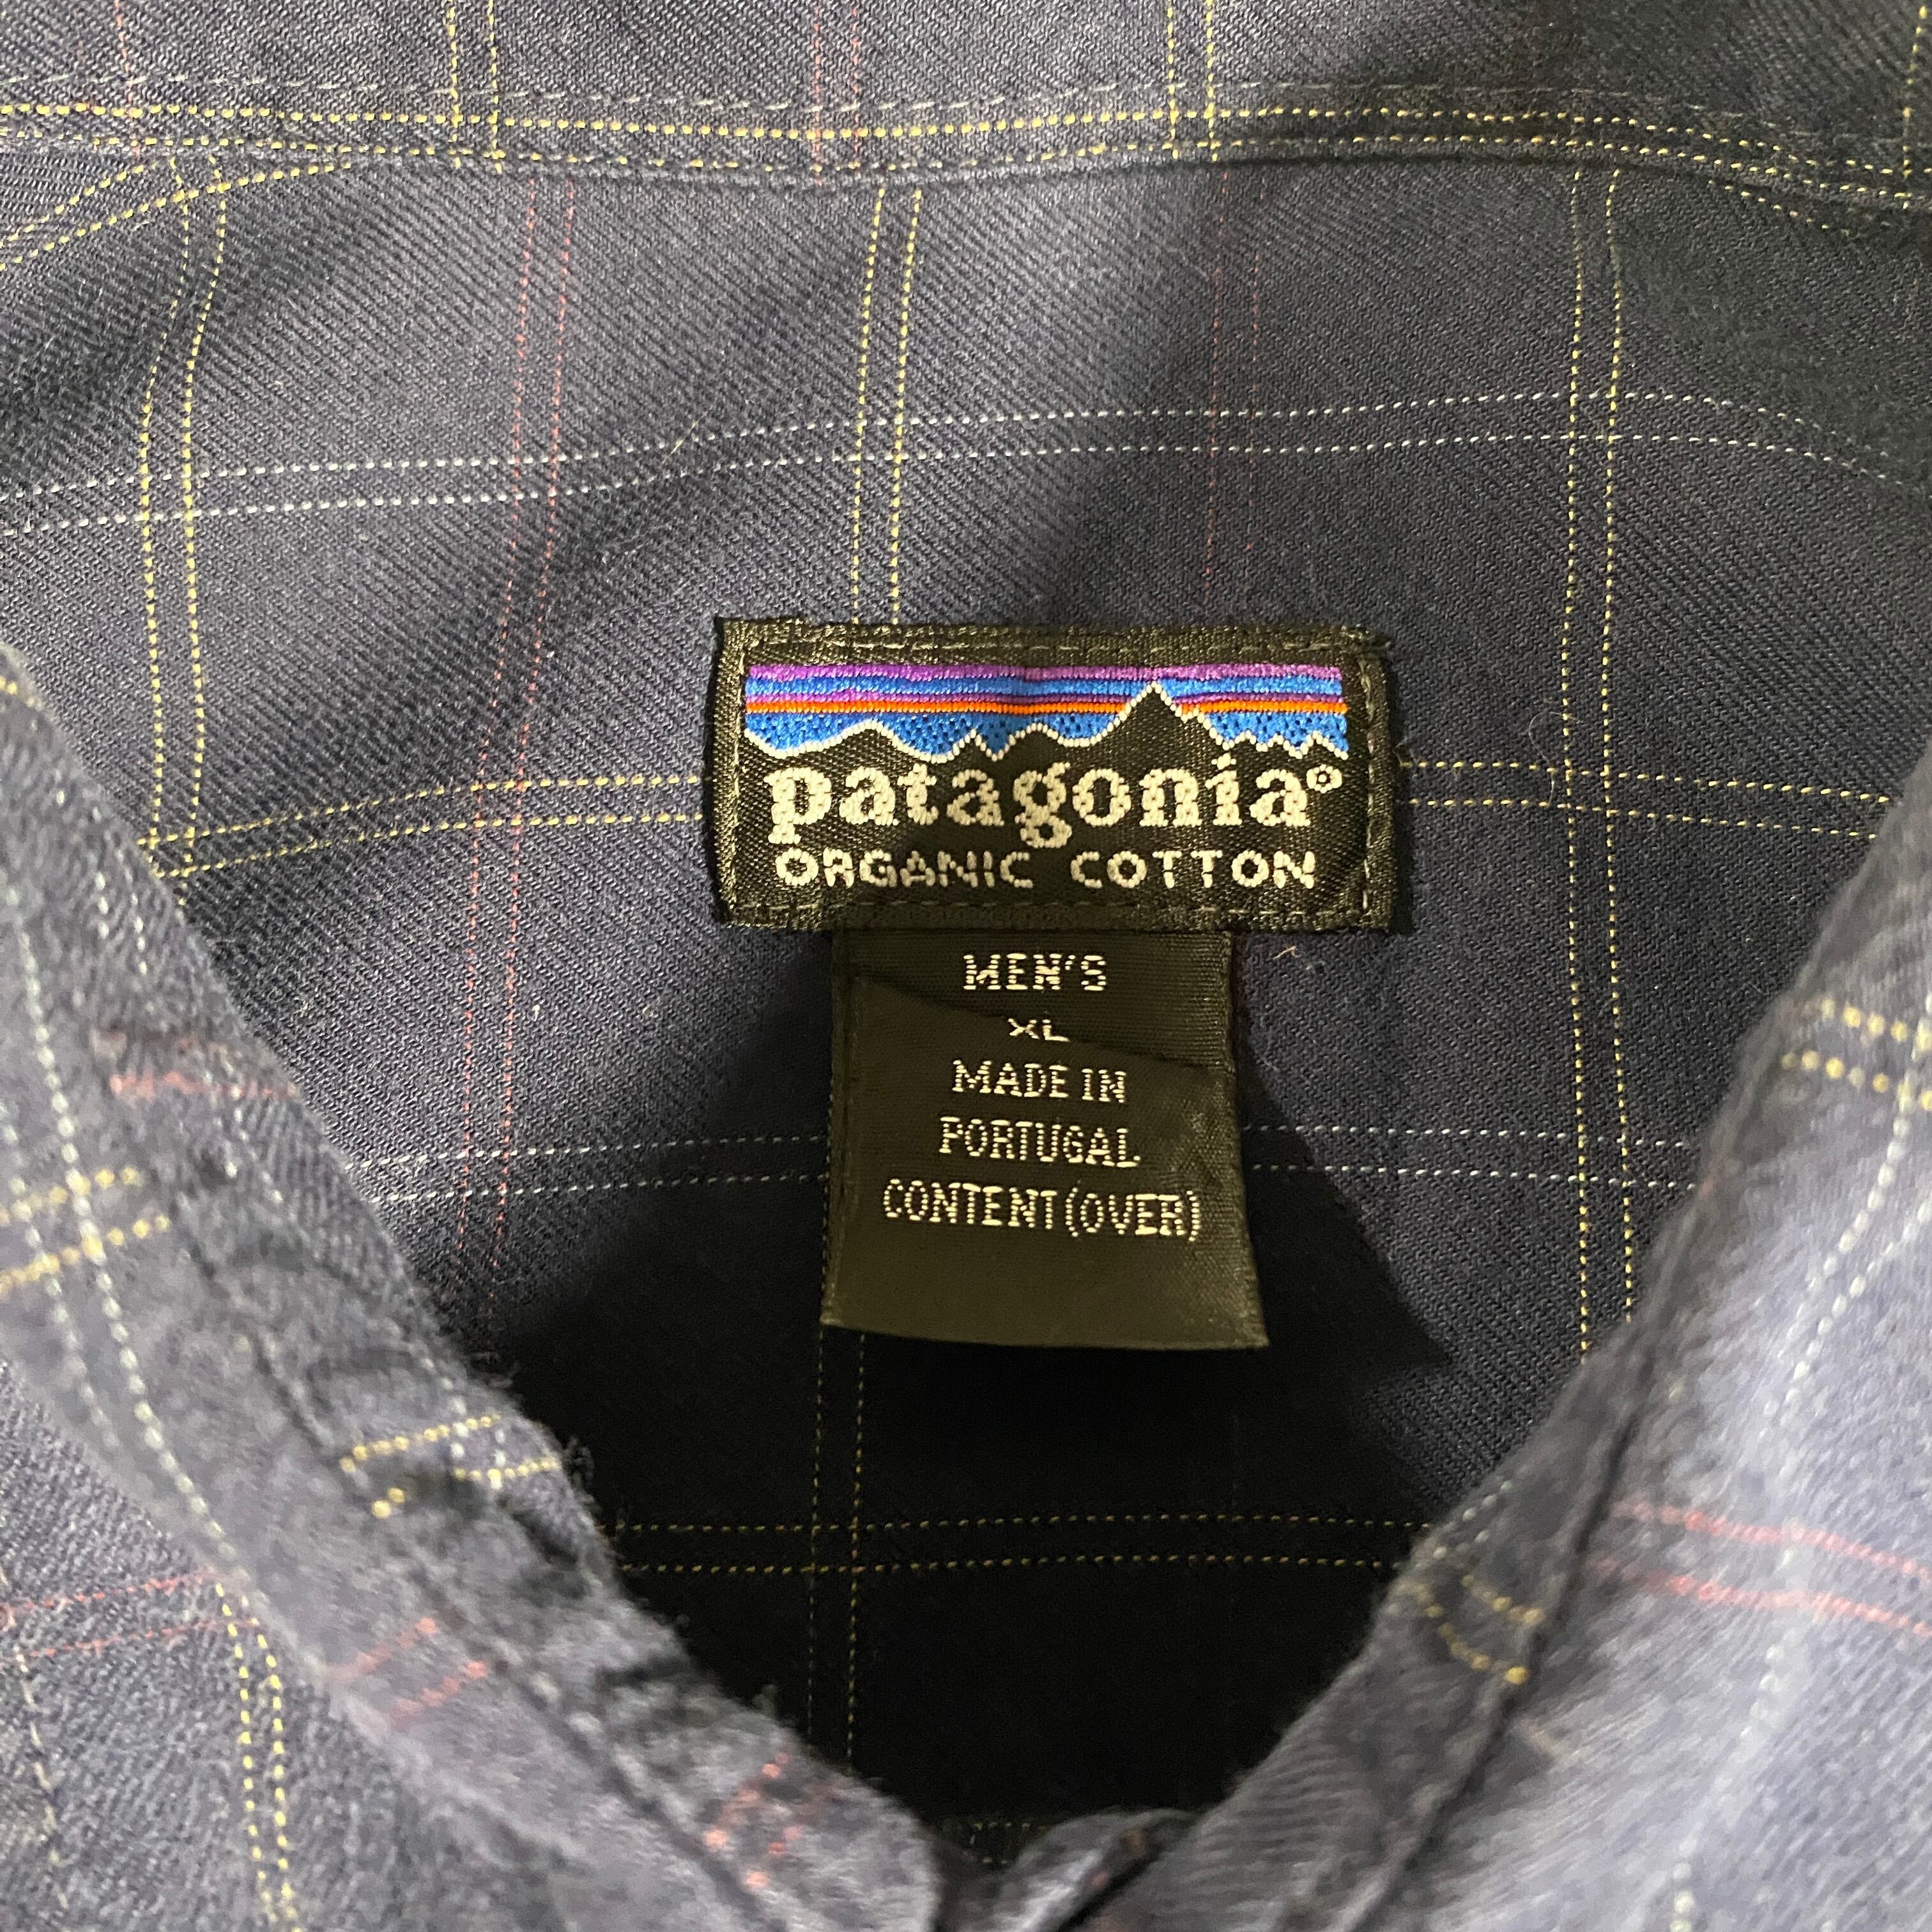 patagonia®
ORGANIC COTTON
MEN'S
XL
MADE IN
PORTUGAL
CONTENT(OVER)